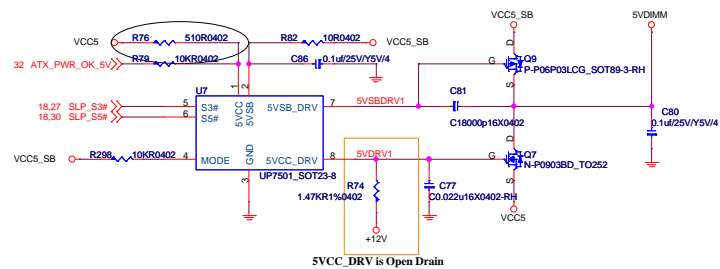 VCC5_SB
5VDIMM
VCC5
R76
510R0402
R82
10R0402
VCC5_SB
32 ATX_PWR_OK_5V
R79
10KR0402
C86
0.1uf/25V/Y5V/4
D
Q9
P-P06P03LCG_SOT89-3-RH
G
S
U7
1
2
5VCC
5VSB
18,27 SLP_S3#
5
S3#
18,30 SLP_S5#
6
S5#
5VSB_DRV
7
5VSBDRV1
C81
C18000p16X0402
C80
0.1uf/25V/Y5V/4
VCC5_SB
R298
10KR0402
4
MODE
GND
3
5VCC_DRV
8
5VDRV1
UP7501_SOT23-8
D
G
Q7
N-P0903BD_TO252
S
R74
1.47KR1%0402
C77
C0.022u16X0402-RH
VCC5
+12V
5VCC_DRV is Open Drain